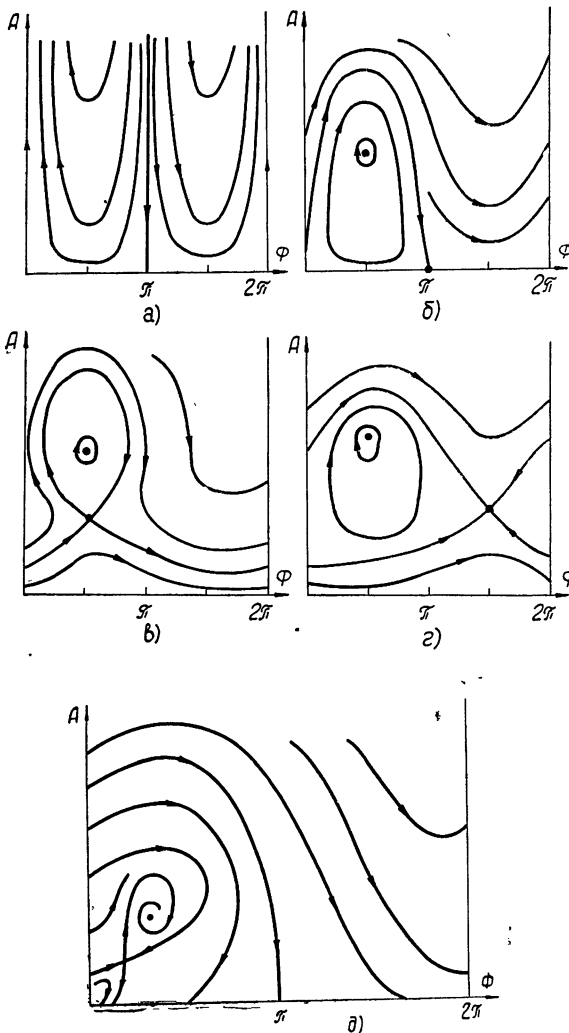 A A
Φ Φ
π 2π π 2π
а) б)
A A
Φ φ
π 2π π 2π
в) г)
A
Φ
π 2π
д)